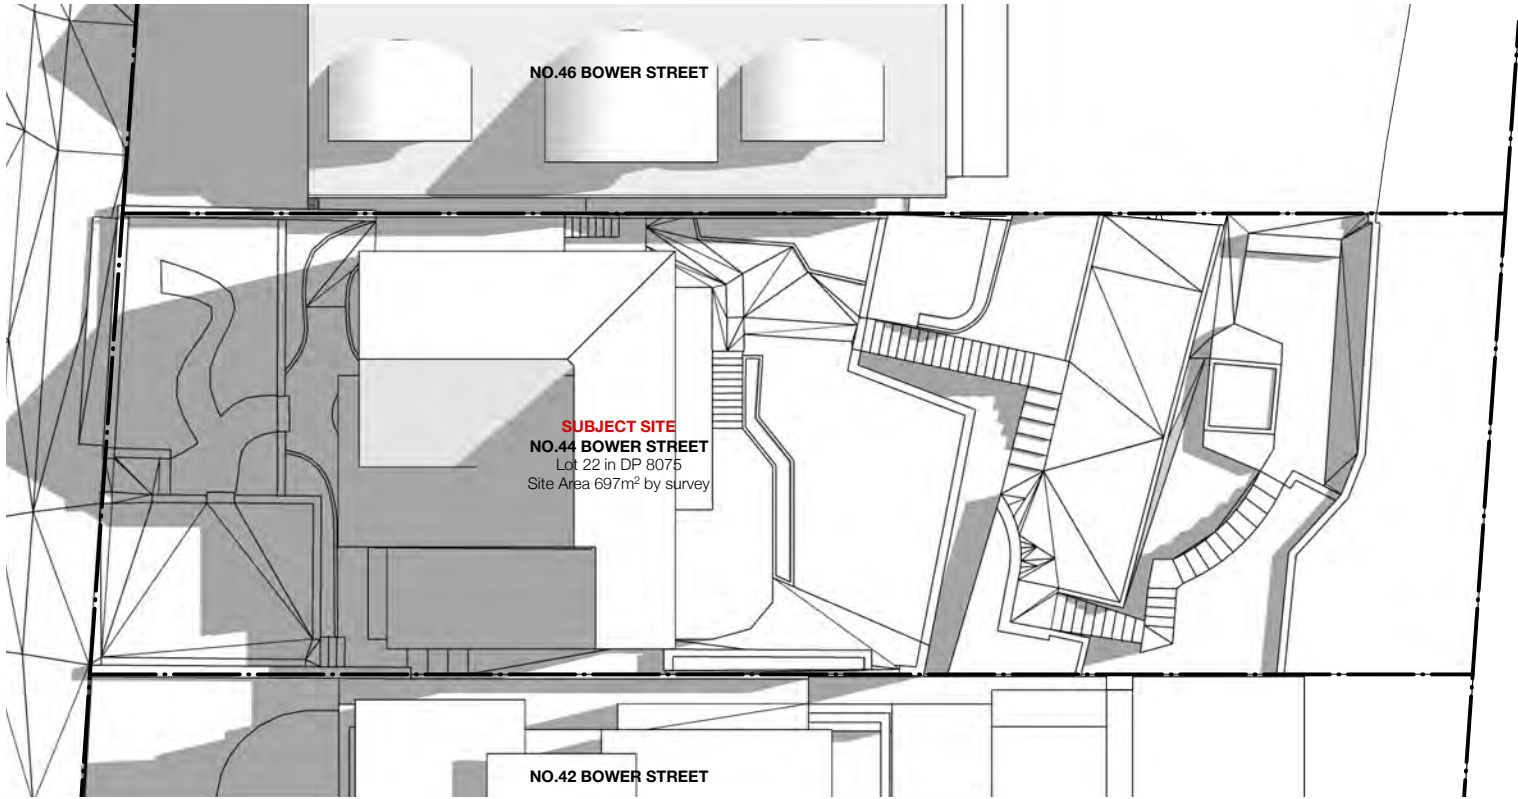 NO.46 BOWER STREET
SUBJECT SITE
NO.44 BOWER STREET
Lot 22 in DP 8075
Site Area 697m² by survey
NO.42 BOWER STREET